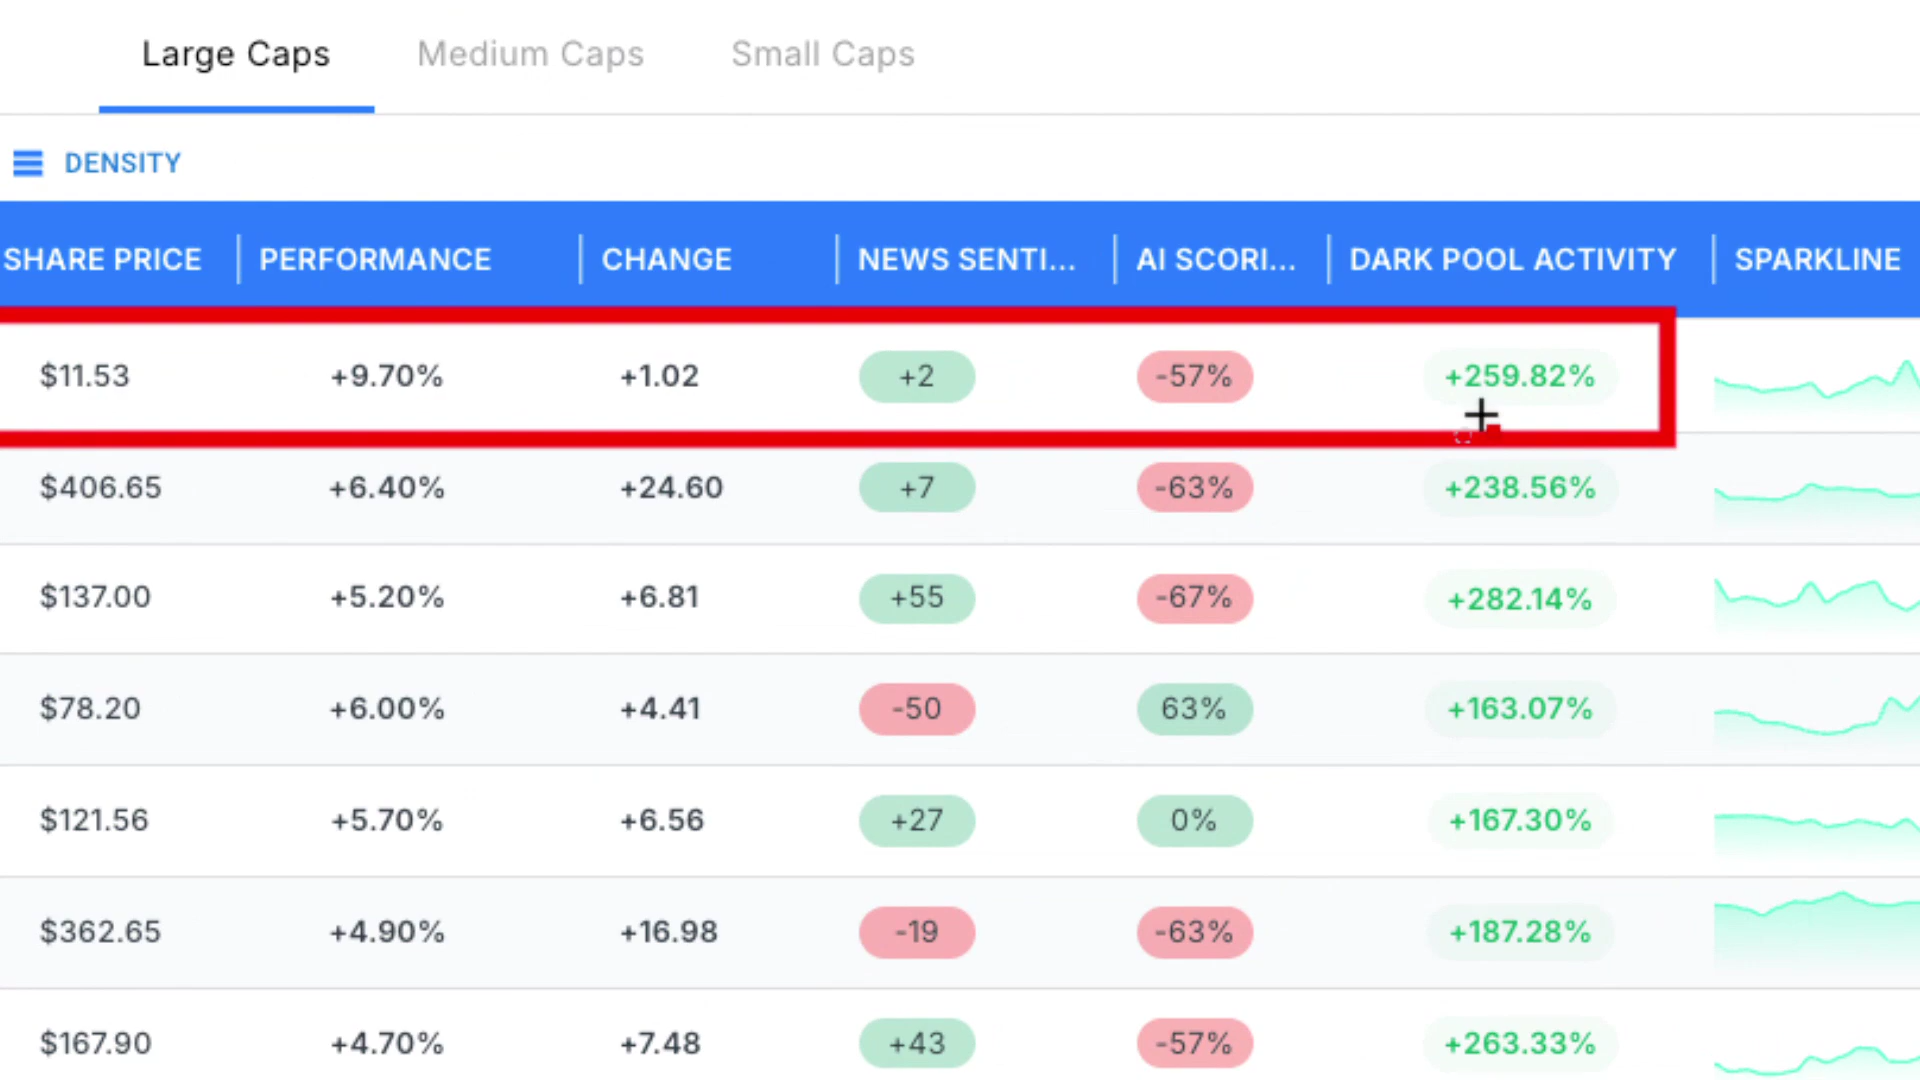 Large Caps Medium Caps Small Caps
DENSITY
SHARE PRICE PERFORMANCE CHANGE NEWS SENTI... AI SCORI... DARK POOL ACTIVITY SPARKLINE
$11.53 +9.70% +1.02 +2 -57% +259.82%
$406.65 +6.40% +24.60 +7 -63% +238.56%
$137.00 +5.20% +6.81 +55 -67% +282.14%
$78.20 +6.00% +4.41 -50 63% +163.07%
$121.56 +5.70% +6.56 +27 0% +167.30%
$362.65 +4.90% +16.98 -19 -63% +187.28%
$167.90 +4.70% +7.48 +43 -57% +263.33%